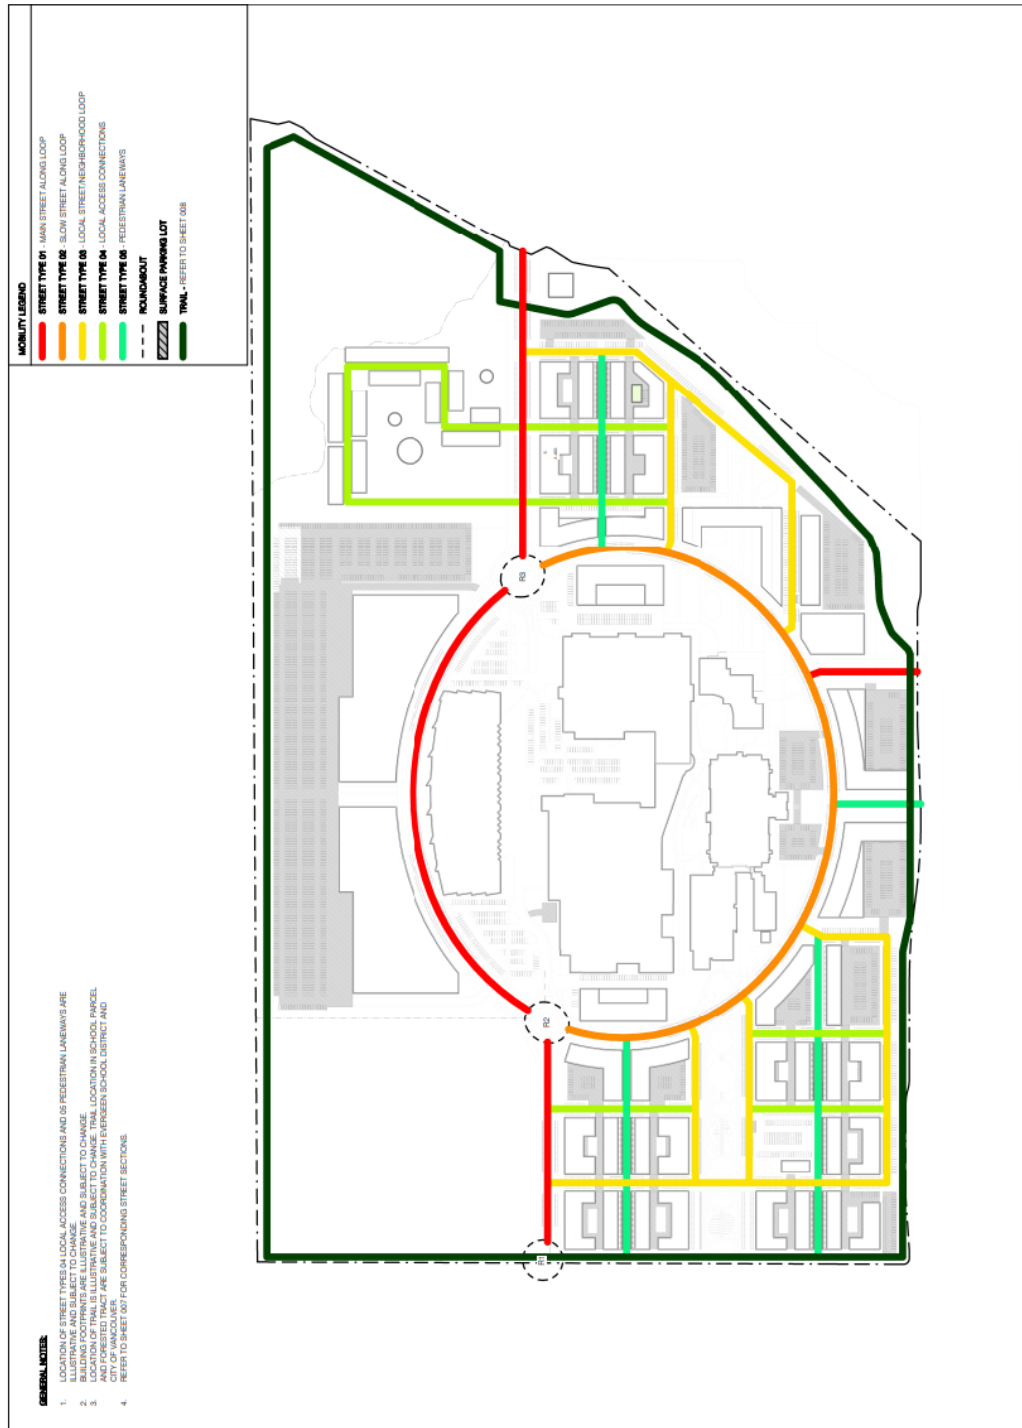 MOBILITY LEGEND
STREET TYPE 01 - MAIN STREET ALONG LOOP
STREET TYPE 02 - SLOW STREET ALONG LOOP
STREET TYPE 03 - LOCAL STREET/NEIGHBORHOOD LOOP
STREET TYPE 04 - LOCAL ACCESS CONNECTIONS
STREET TYPE 05 - PEDESTRIAN LANEWAYS
ROUNDABOUT
SURFACE PARKING LOT
TRAIL - REFER TO SHEET 008
R3
R2
R1
GENERAL NOTES:
1. LOCATION OF STREET TYPES 04 LOCAL ACCESS CONNECTIONS AND 05 PEDESTRIAN LANEWAYS ARE
ILLUSTRATIVE AND SUBJECT TO CHANGE.
2. BUILDING FOOTPRINTS ARE ILLUSTRATIVE AND SUBJECT TO CHANGE.
3. LOCATION OF TRAIL IS ILLUSTRATIVE AND SUBJECT TO CHANGE. TRAIL LOCATION IN SCHOOL PARCEL
AND FORESTED TRACT ARE SUBJECT TO COORDINATION WITH EVERGEEN SCHOOL DISTRICT AND
CITY OF VANCOUVER.
4. REFER TO SHEET 007 FOR CORRESPONDING STREET SECTIONS.